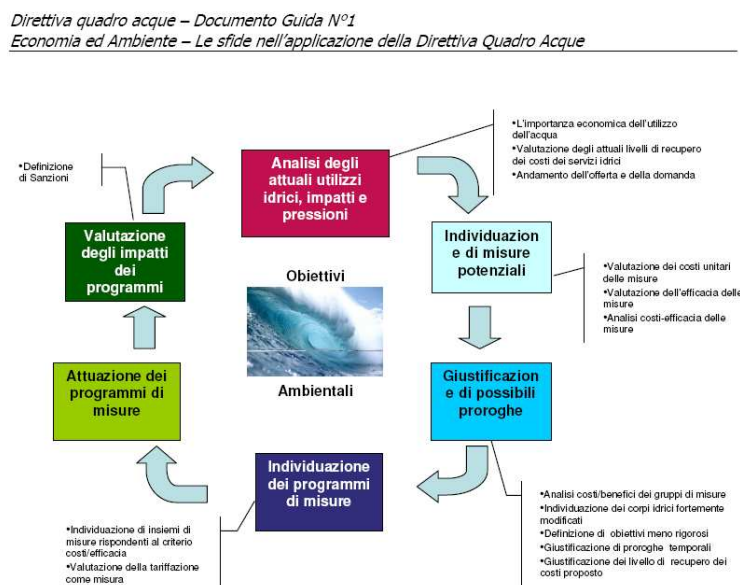 Direttiva quadro acque – Documento Guida N°1
Economia ed Ambiente – Le sfide nell'applicazione della Direttiva Quadro Acque
•Definizione
di Sanzioni
Analisi degli
attuali utilizzi
idrici, impatti e
pressioni
•L'importanza economica dell'utilizzo
dell'acqua
•Valutazione degli attuali livelli di recupero
dei costi dei servizi idrici
•Andamento dell'offerta e della domanda
Valutazione
degli impatti
dei
programmi
Individuazion
e di misure
potenziali
Obiettivi
•Valutazione dei costi unitari
delle misure
•Valutazione dell'efficacia delle
misure
•Analisi costi-efficacia delle
misure
Attuazione dei
programmi di
misure
Ambientali
Giustificazion
e di possibili
proroghe
Individuazione
dei programmi
di misure
•Individuazione di insiemi di
misure rispondenti al criterio
costi/efficacia
•Valutazione della tariffazione
come misura
•Analisi costi/benefici dei gruppi di misure
•Individuazione dei corpi idrici fortemente
modificati
•Definizione di obiettivi meno rigorosi
•Giustificazione di proroghe temporali
•Giustificazione dei livello di recupero dei
costi proposto